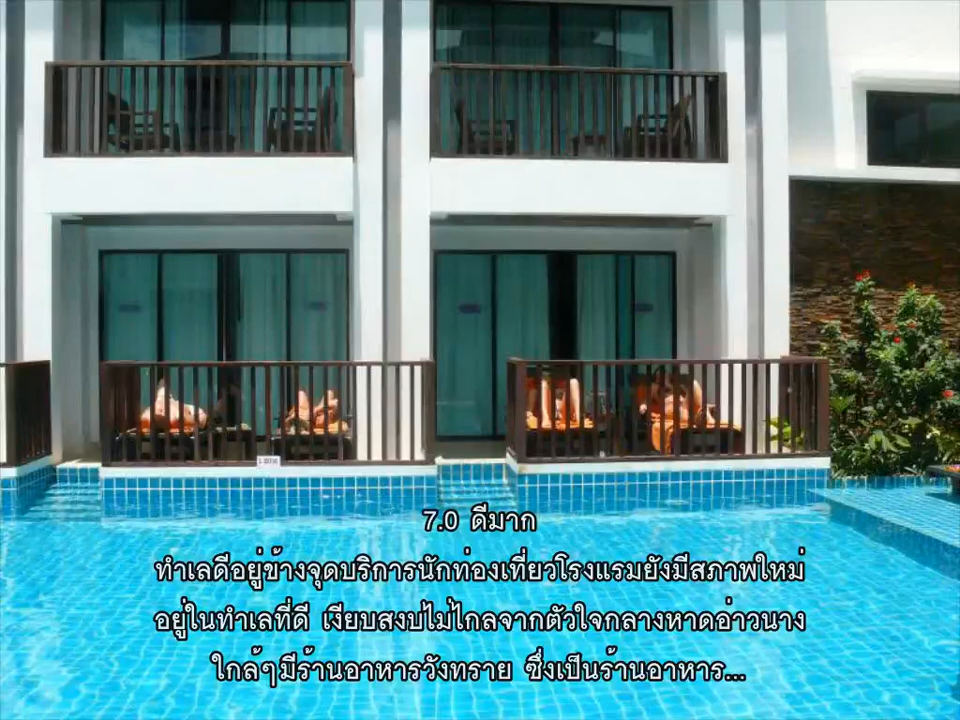 7.0 ดีมาก
ทำเลดีอยู่ข้างจุดบริการนักท่องเที่ยวโรงแรมยังมีสภาพใหม่
อยู่ในทำเลที่ดี เงียบสงบไม่ไกลจากตัวใจกลางหาดอ่าวนาง
ใกล้ๆมีร้านอาหารวังทราย ซึ่งเป็นร้านอาหาร...